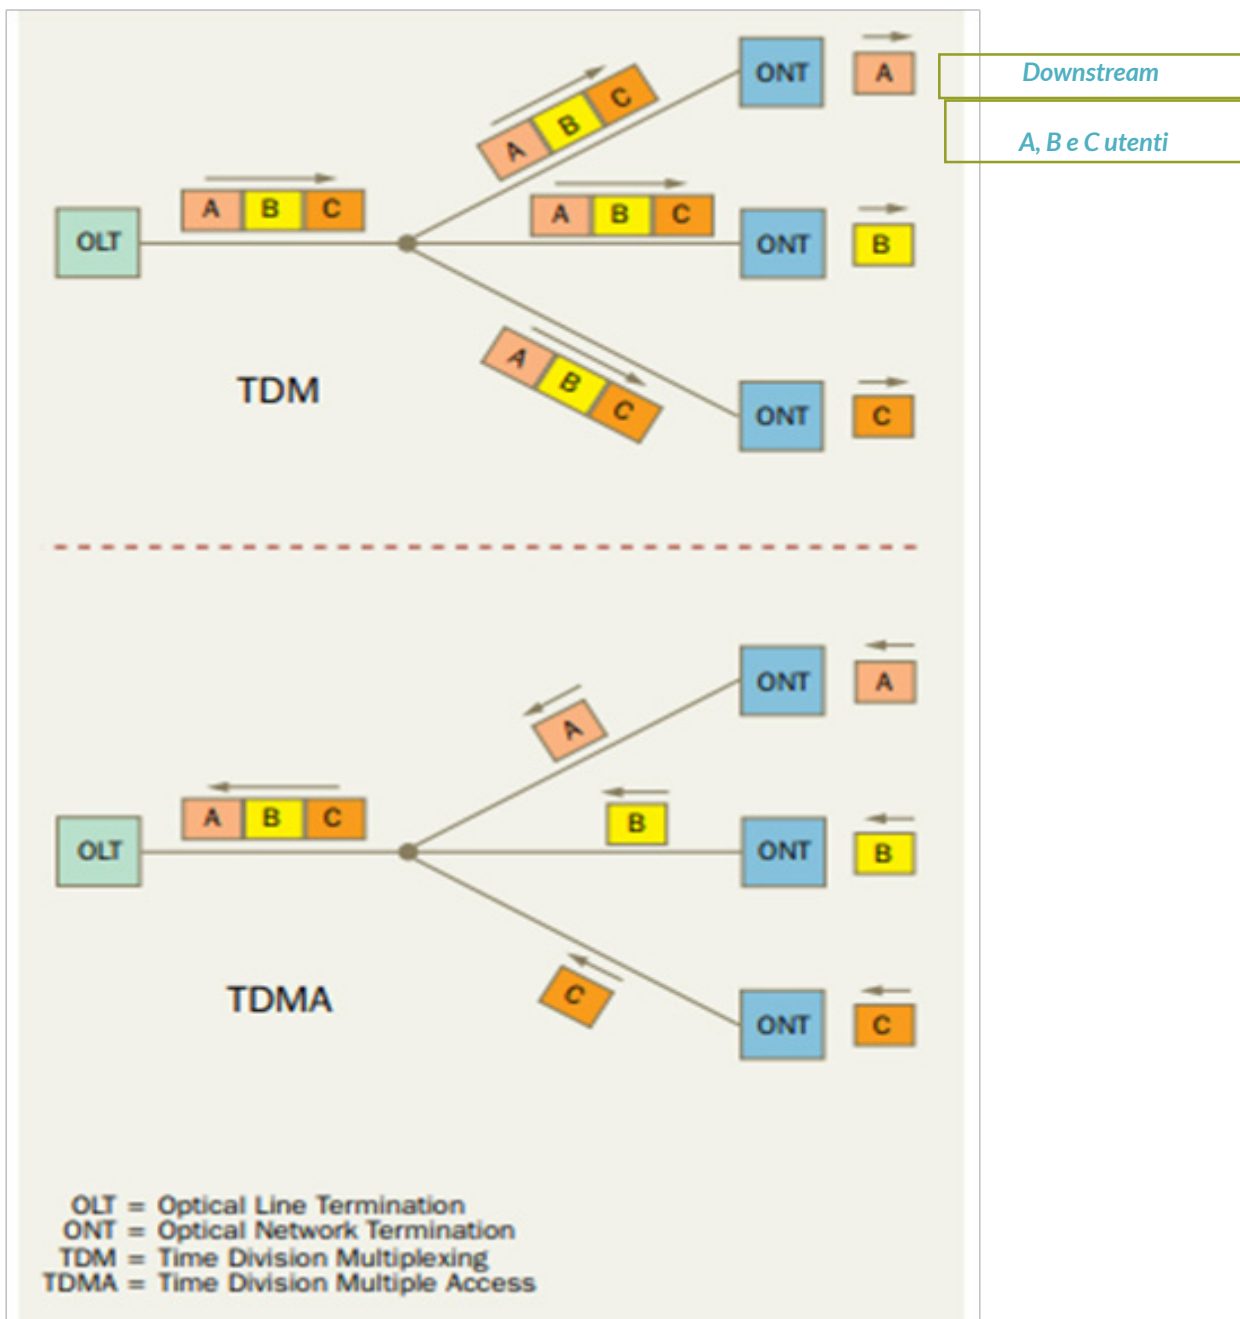 ONT A
Downstream
A B C
A, B e C utenti
A B C
A B C
OLT
ONT B
TDM
A B C
ONT C
ONT A
A
A B C
B
OLT
ONT B
TDMA
C
ONT C
OLT = Optical Line Termination
ONT = Optical Network Termination
TDM = Time Division Multiplexing
TDMA = Time Division Multiple Access